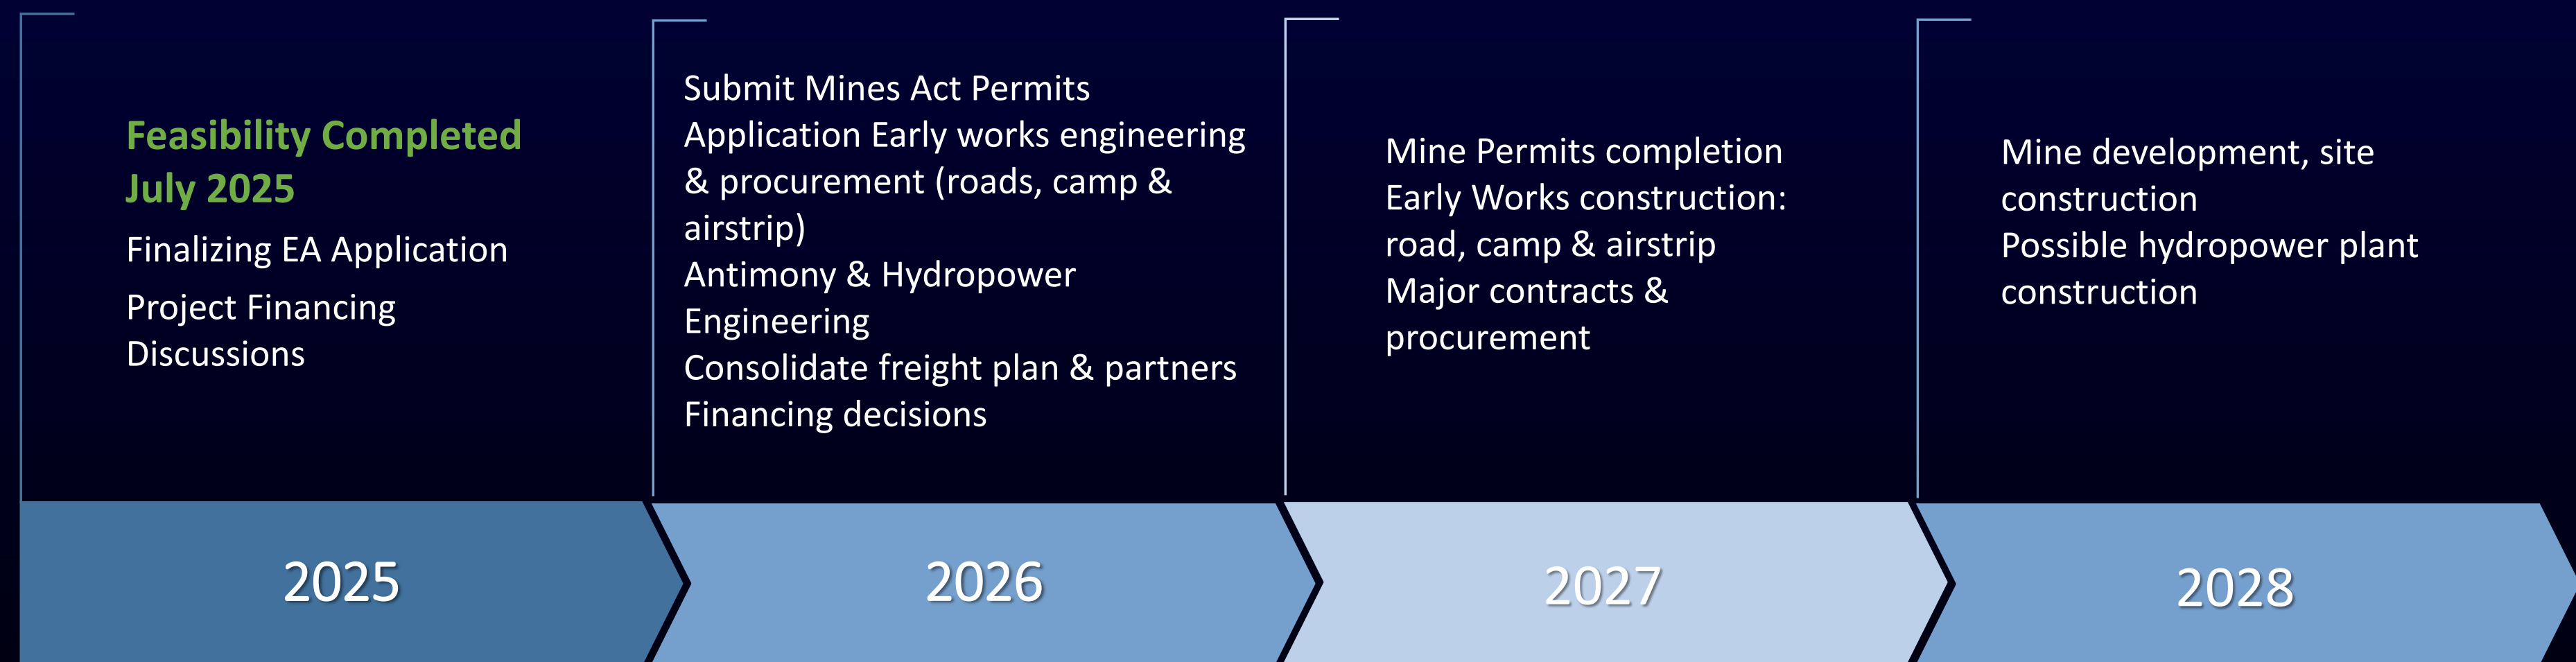 Feasibility Completed
July 2025
Finalizing EA Application
Project Financing
Discussions
Submit Mines Act Permits
Application Early works engineering
& procurement (roads, camp &
airstrip)
Antimony & Hydropower
Engineering
Consolidate freight plan & partners
Financing decisions
Mine Permits completion
Early Works construction:
road, camp & airstrip
Major contracts &
procurement
Mine development, site
construction
Possible hydropower plant
construction
2025
2026
2027
2028